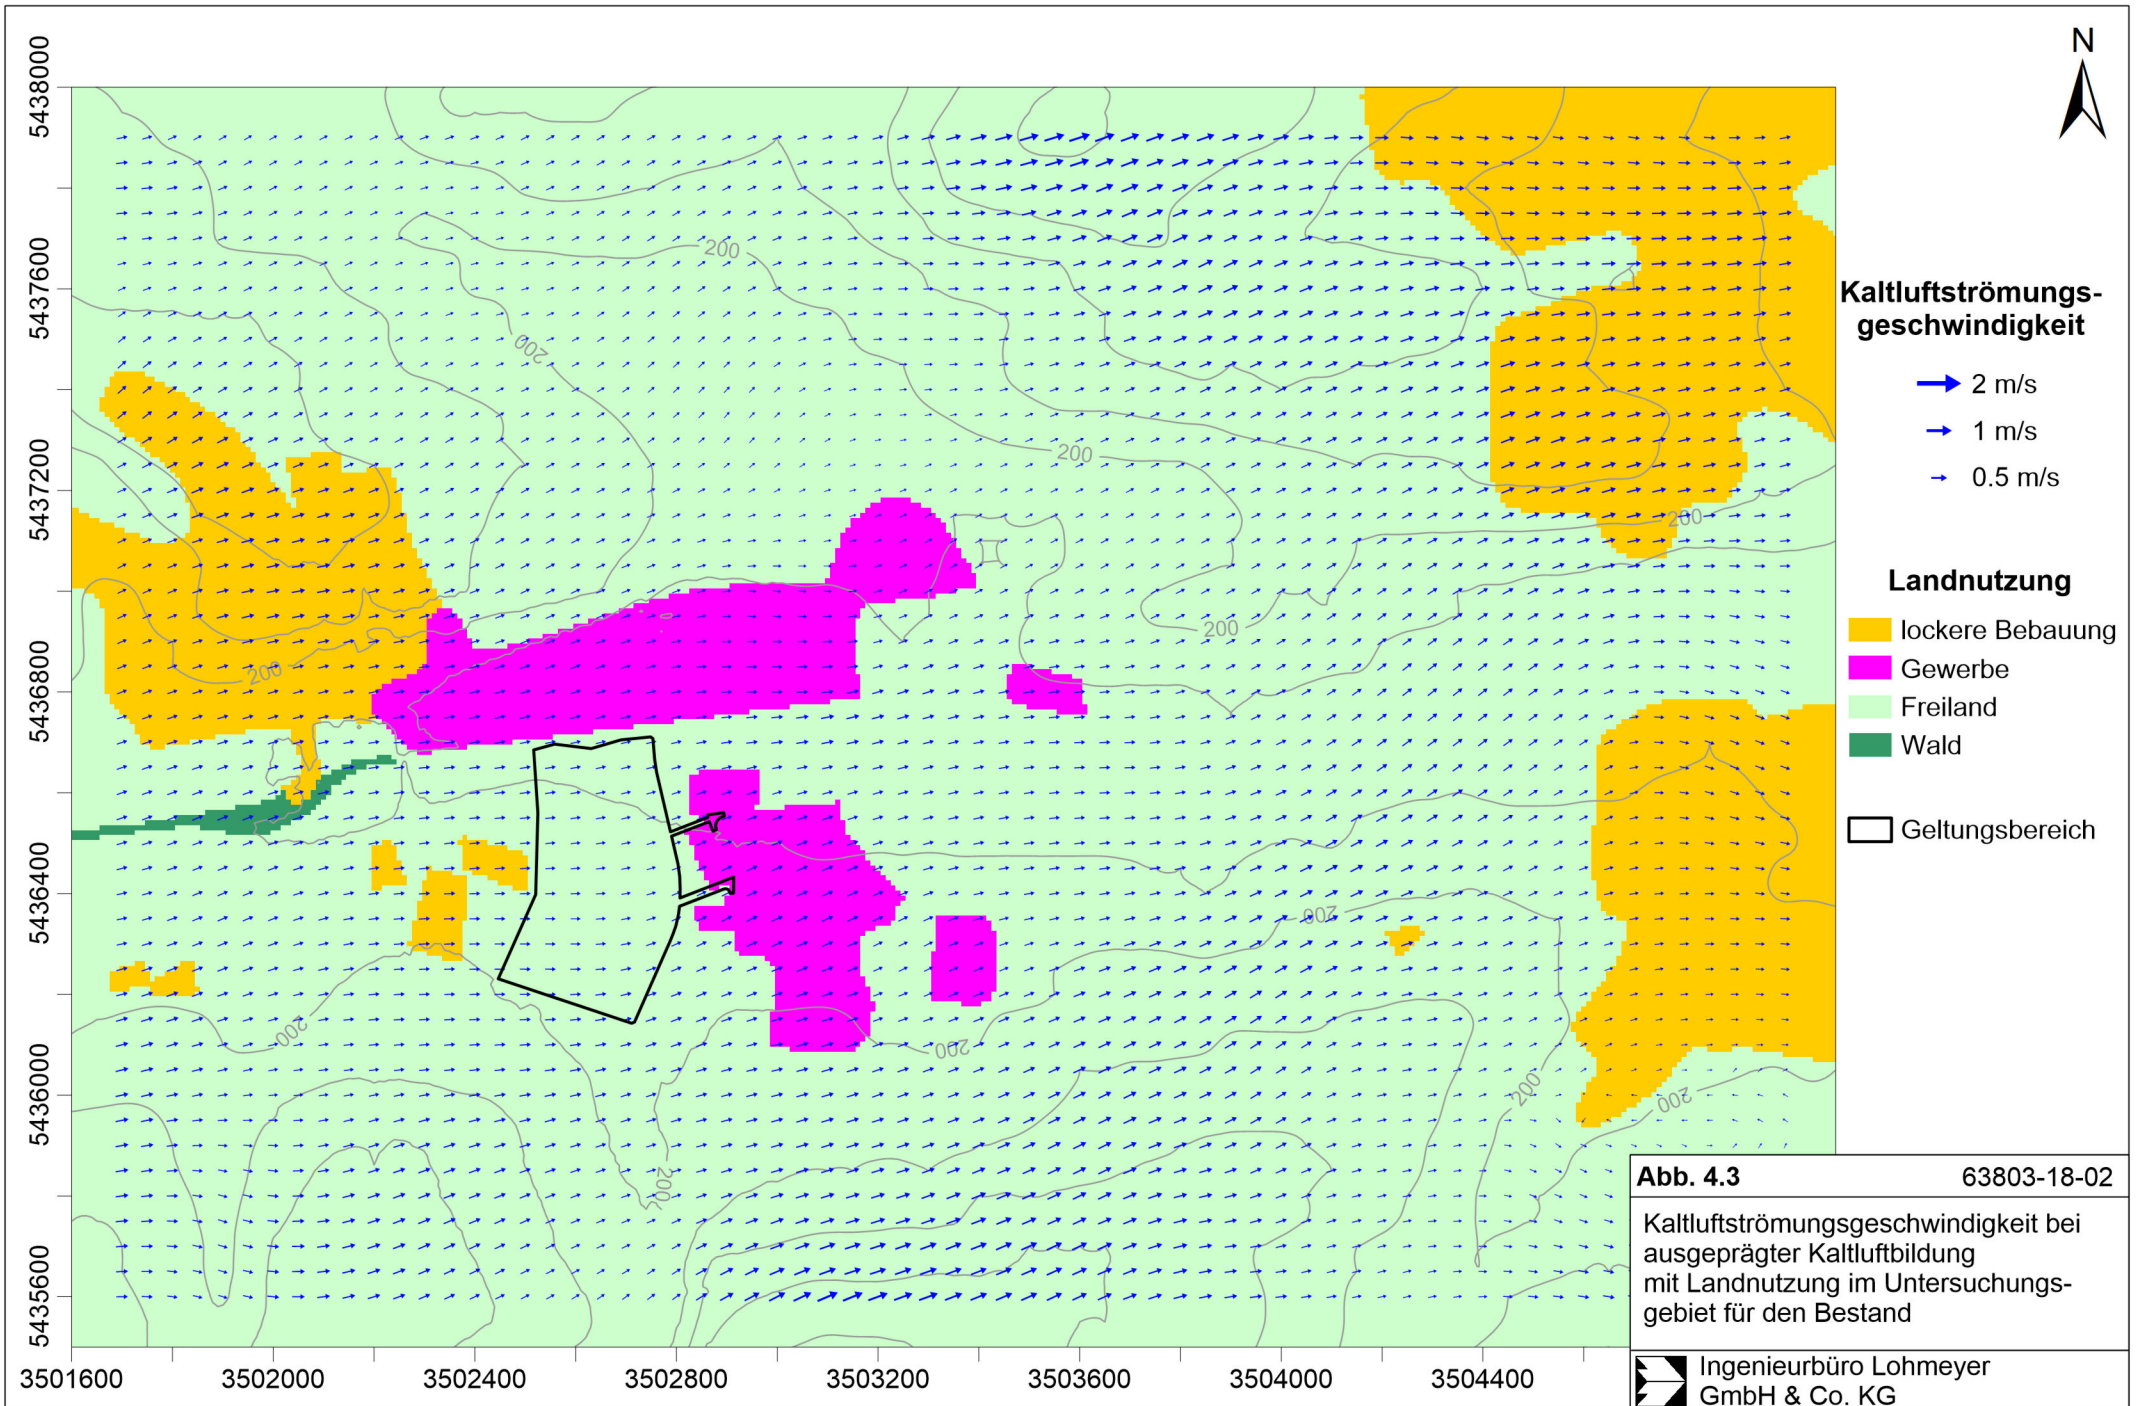 N
5438000
5437600
5437200
5436800
5436400
5436000
5435600
3501600
3502000
3502400
3502800
3503200
3503600
3504000
3504400
200
200
200
200
200
200
200
200
200
200
200
200
Kaltluftströmungs-
geschwindigkeit
2 m/s
1 m/s
0.5 m/s
Landnutzung
lockere Bebauung
Gewerbe
Freiland
Wald
Geltungsbereich
Abb. 4.3 63803-18-02
Kaltluftströmungsgeschwindigkeit bei
ausgeprägter Kaltluftbildung
mit Landnutzung im Untersuchungs-
gebiet für den Bestand
Ingenieurbüro Lohmeyer
GmbH & Co. KG